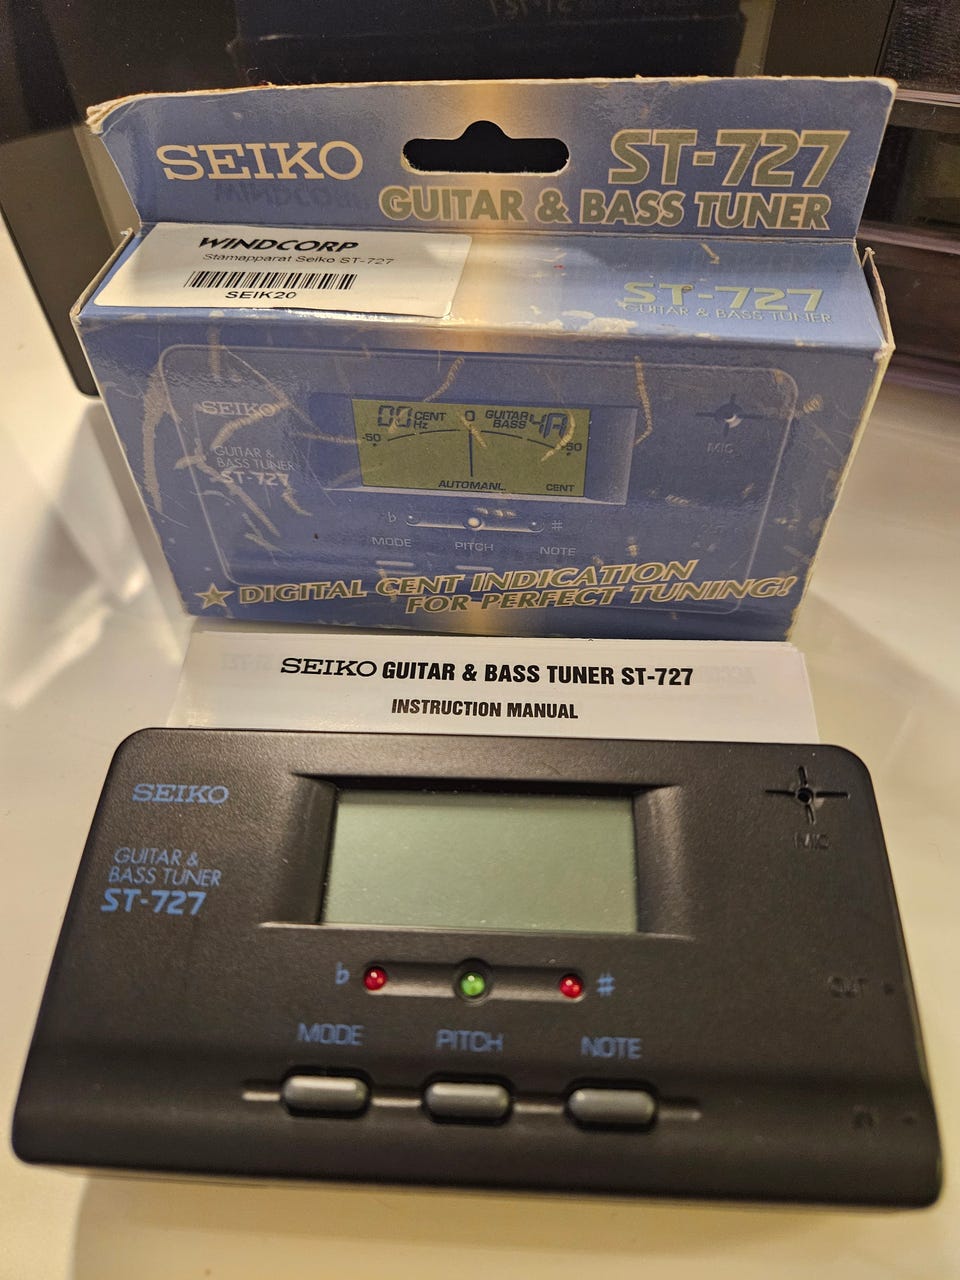 SEIKO
ST-727
GUITAR & BASS TUNER
WINDCORP
Stämapparat Seiko ST-727
SEIK20
ST-727
GUITAR & BASS TUNER
SEIKO
GUITAR &
BASS TUNER
ST-727
00 CENT Hz 0 GUITAR BASS 4A
-50 +50
AUTOMANL CENT
MIC
♭ #
MODE PITCH NOTE
★ DIGITAL CENT INDICATION
FOR PERFECT TUNING!
SEIKO GUITAR & BASS TUNER ST-727
INSTRUCTION MANUAL
SEIKO
GUITAR &
BASS TUNER
ST-727
MIC
♭ #
OUT
MODE PITCH NOTE